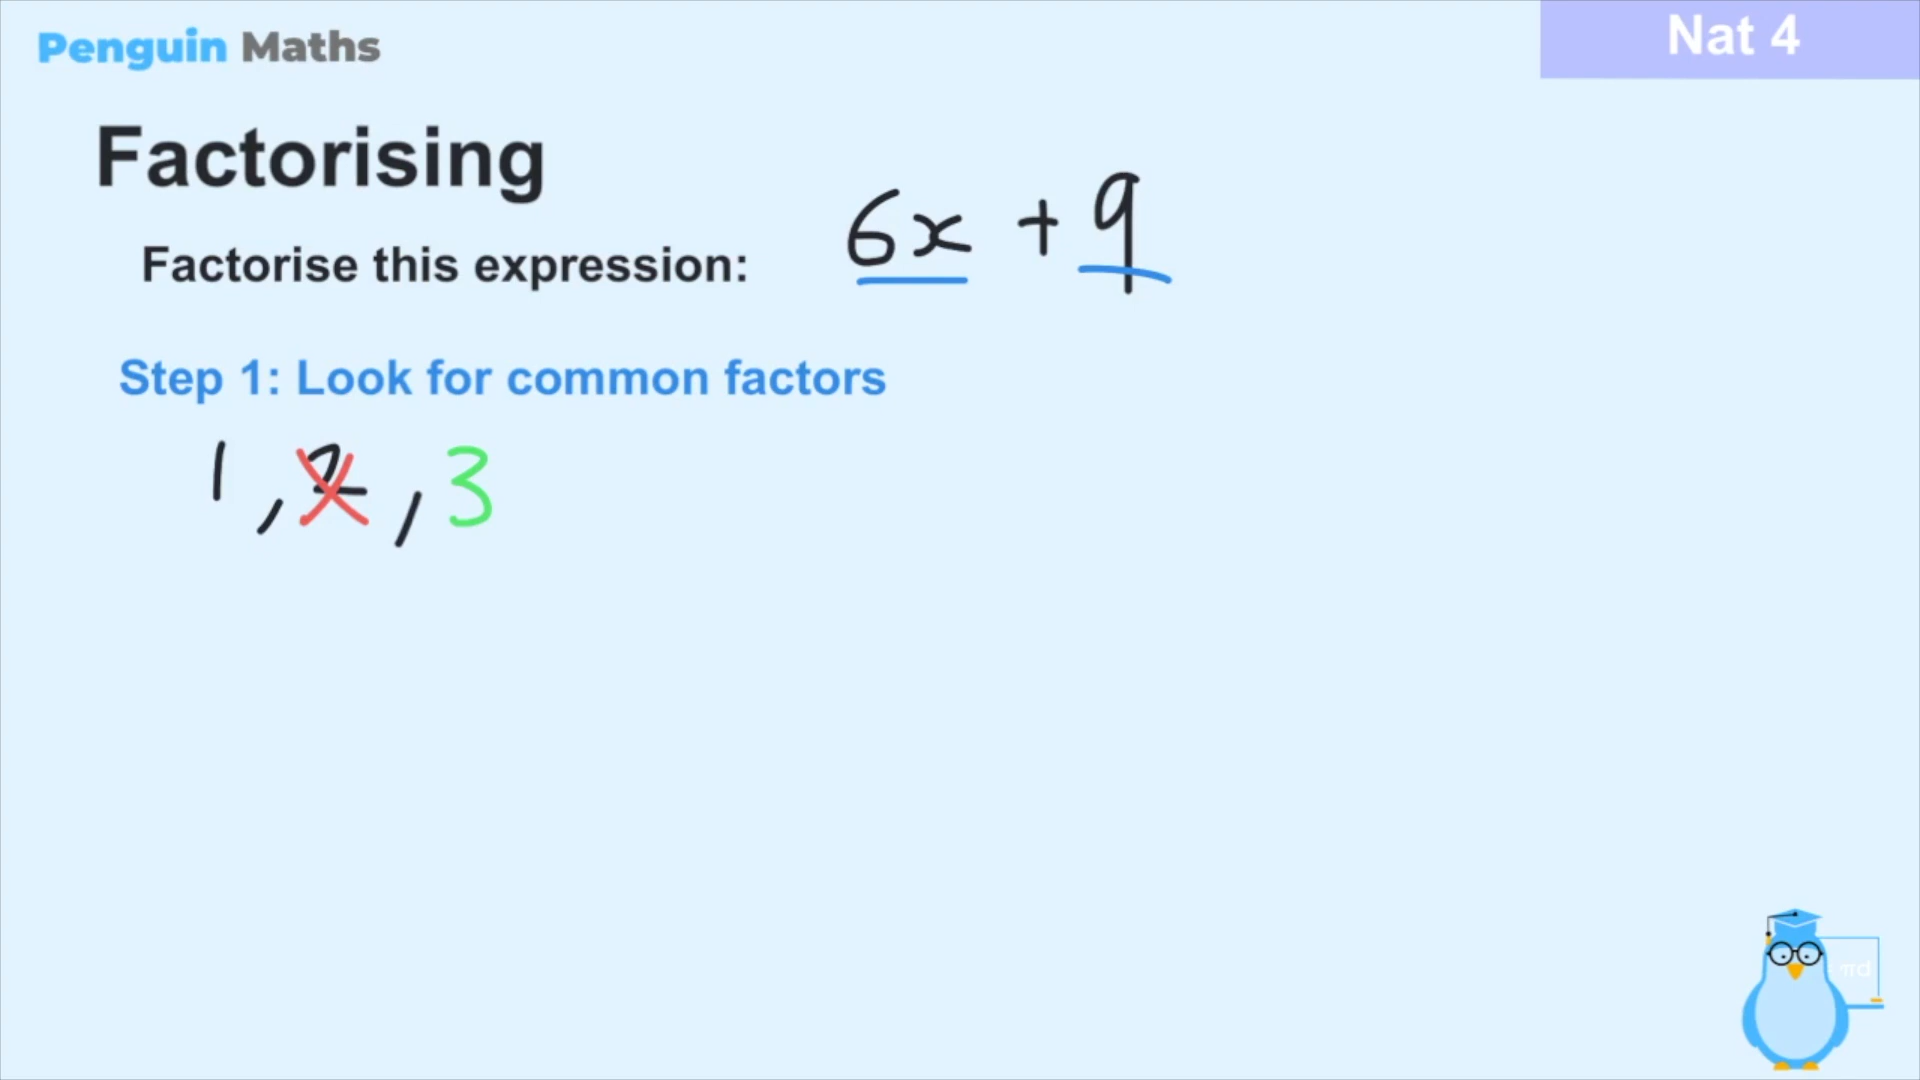 Penguin Maths
Nat 4
Factorising
Factorise this expression: 6x + 9
Step 1: Look for common factors
1, 2, 3
πd